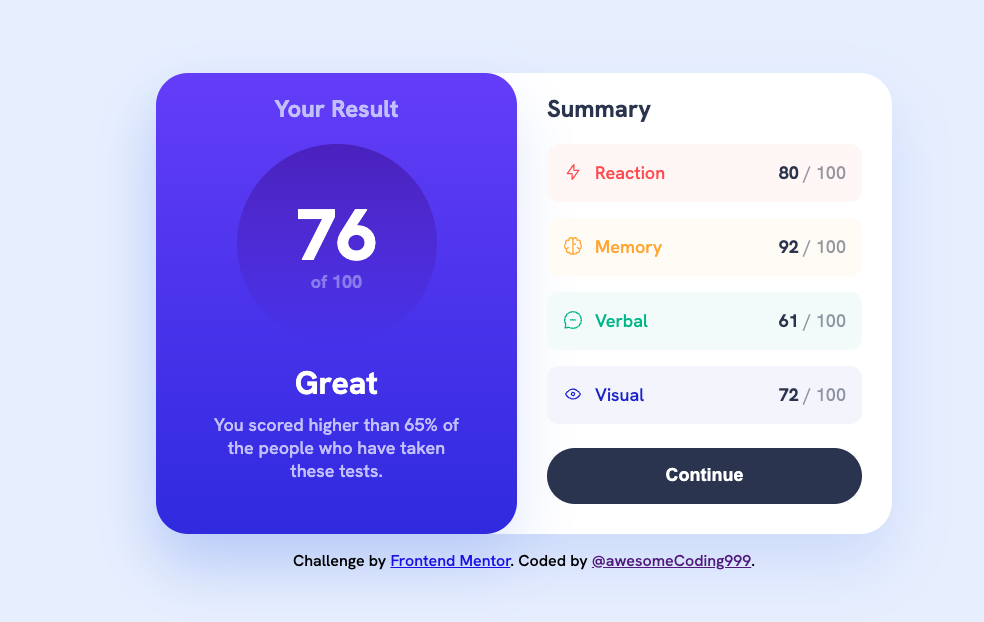 Your Result
76
of 100
Great
You scored higher than 65% of
the people who have taken
these tests.
Summary
Reaction 80 / 100
Memory 92 / 100
Verbal 61 / 100
Visual 72 / 100
Continue
Challenge by Frontend Mentor. Coded by @awesomeCoding999.